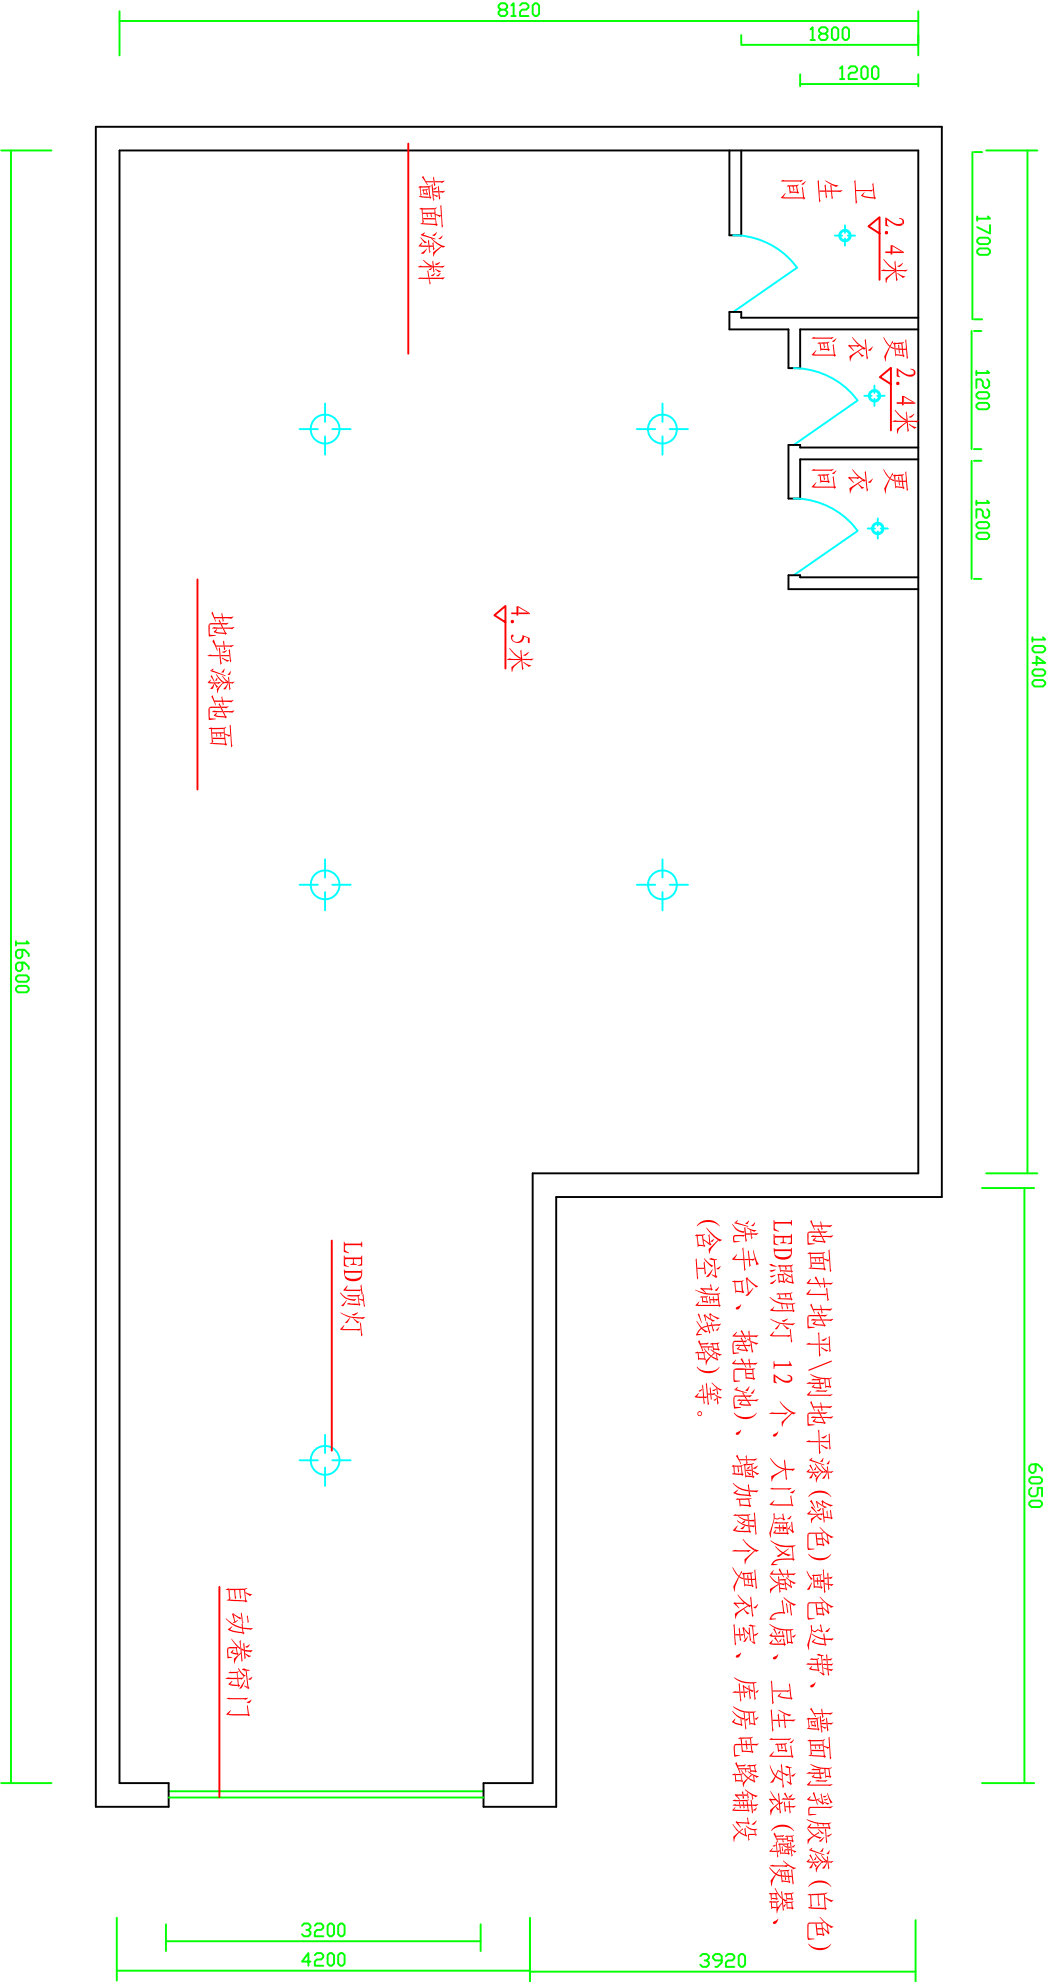 8120
1800
1200
卫生间
2.4米
1700
更衣间
2.4米
1200
更衣间
1200
墙面涂料
4.5米
地坪漆地面
10400
16600
地面打地平\刷地平漆(绿色)黄色边带、墙面刷乳胶漆(白色)
LED照明灯 12 个、大门通风换气扇、卫生间安装(蹲便器、
洗手台、拖把池)、增加两个更衣室、库房电路铺设
(含空调线路)等。
LED顶灯
6050
自动卷帘门
3200
4200
3920